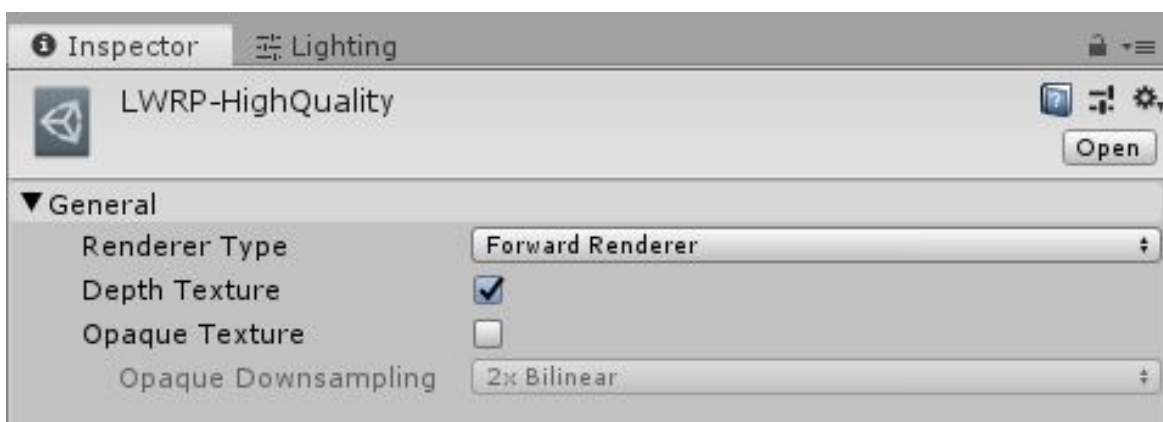 Inspector Lighting
LWRP-HighQuality
Open
General
Renderer Type Forward Renderer
Depth Texture
Opaque Texture
Opaque Downsampling 2x Bilinear